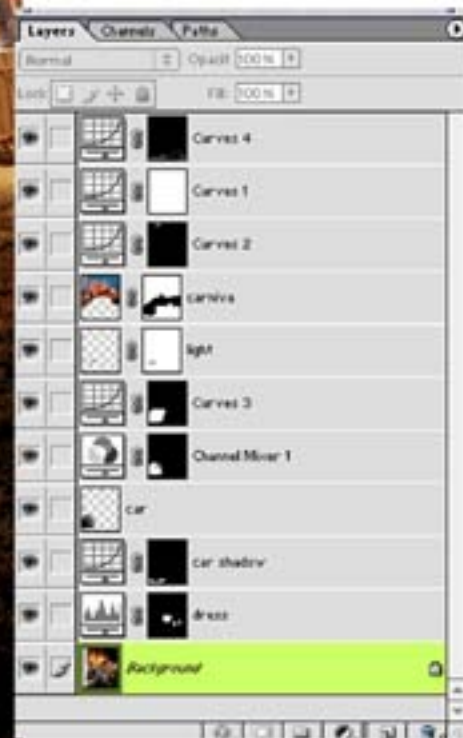 Layers Channels Paths
Normal Opacit 100%
Lock Fill: 100%
Curves 4
Curves 1
Curves 2
carniva
light
Curves 3
Channel Mixer 1
car
car shadow
dress
Background